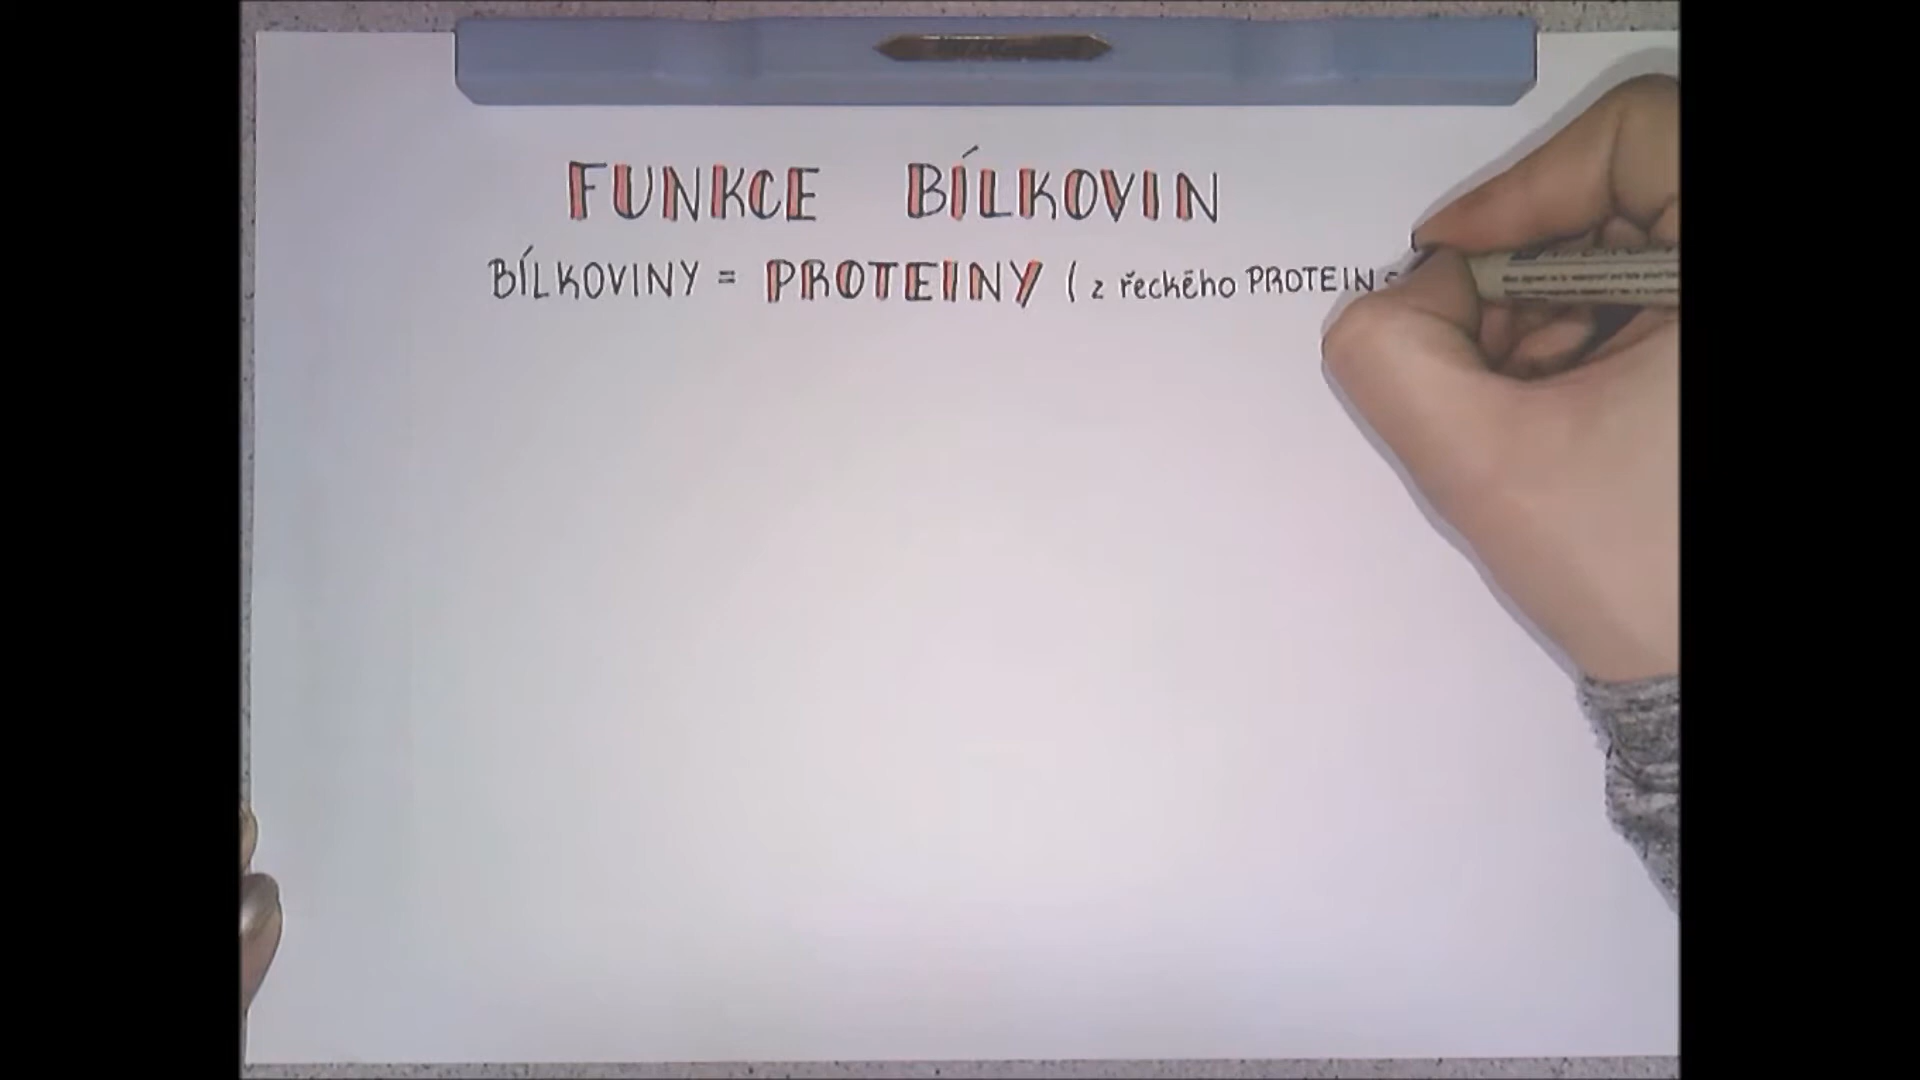 FUNKCE BÍLKOVIN
BÍLKOVINY = PROTEINY ( z řeckého PROTEIN